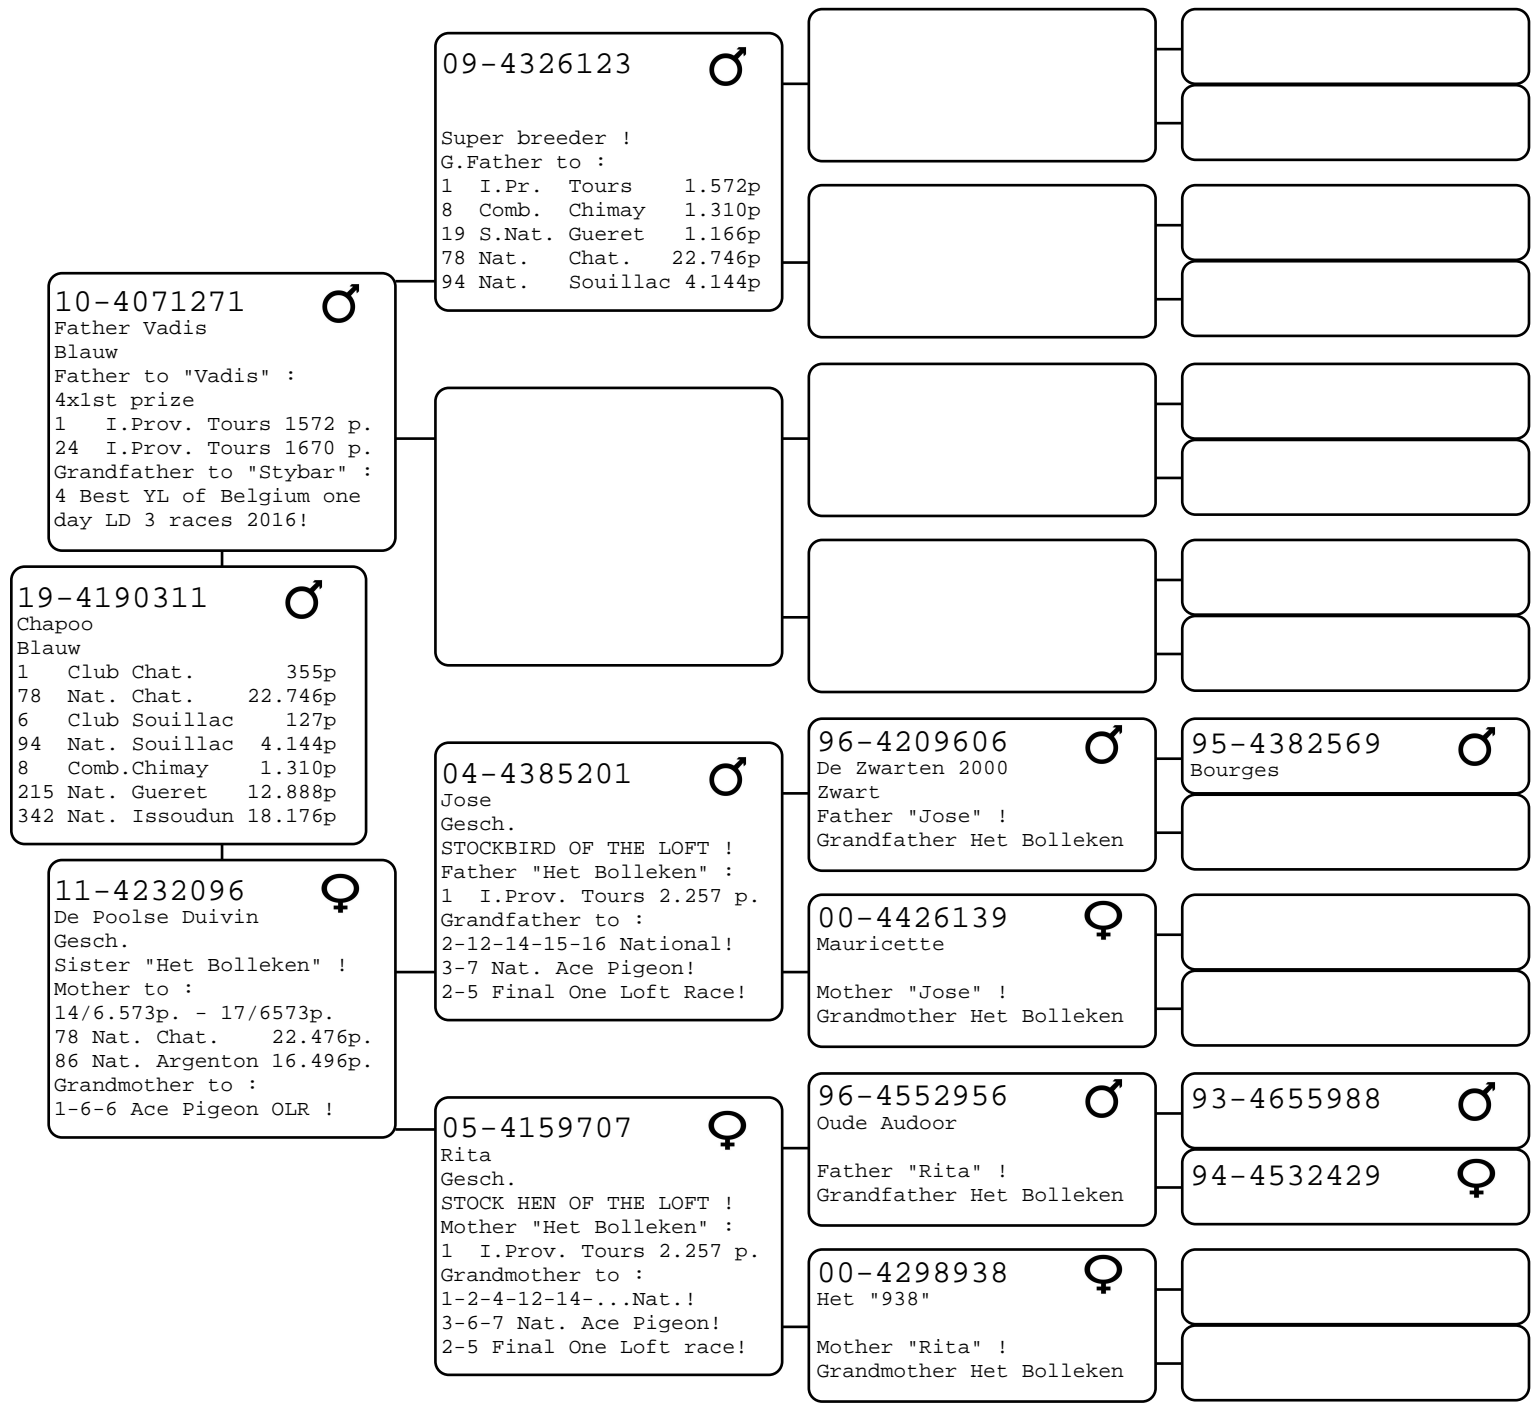 09-4326123
Super breeder !
G.Father to :
1 I.Pr. Tours 1.572p
8 Comb. Chimay 1.310p
19 S.Nat. Gueret 1.166p
78 Nat. Chat. 22.746p
94 Nat. Souillac 4.144p
10-4071271
Father Vadis
Blauw
Father to "Vadis" :
4x1st prize
1 I.Prov. Tours 1572 p.
24 I.Prov. Tours 1670 p.
Grandfather to "Stybar" :
4 Best YL of Belgium one
day LD 3 races 2016!
19-4190311
Chapoo
Blauw
1 Club Chat. 355p
78 Nat. Chat. 22.746p
6 Club Souillac 127p
94 Nat. Souillac 4.144p
8 Comb.Chimay 1.310p
215 Nat. Gueret 12.888p
342 Nat. Issoudun 18.176p
11-4232096
De Poolse Duivin
Gesch.
Sister "Het Bolleken" !
Mother to :
14/6.573p. - 17/6573p.
78 Nat. Chat. 22.476p.
86 Nat. Argenton 16.496p.
Grandmother to :
1-6-6 Ace Pigeon OLR !
04-4385201
Jose
Gesch.
STOCKBIRD OF THE LOFT !
Father "Het Bolleken" :
1 I.Prov. Tours 2.257 p.
Grandfather to :
2-12-14-15-16 National!
3-7 Nat. Ace Pigeon!
2-5 Final One Loft Race!
05-4159707
Rita
Gesch.
STOCK HEN OF THE LOFT !
Mother "Het Bolleken" :
1 I.Prov. Tours 2.257 p.
Grandmother to :
1-2-4-12-14-...Nat.!
3-6-7 Nat. Ace Pigeon!
2-5 Final One Loft race!
96-4209606
De Zwarten 2000
Zwart
Father "Jose" !
Grandfather Het Bolleken
00-4426139
Mauricette
Mother "Jose" !
Grandmother Het Bolleken
96-4552956
Oude Audoor
Father "Rita" !
Grandfather Het Bolleken
00-4298938
Het "938"
Mother "Rita" !
Grandmother Het Bolleken
95-4382569
Bourges
93-4655988
94-4532429